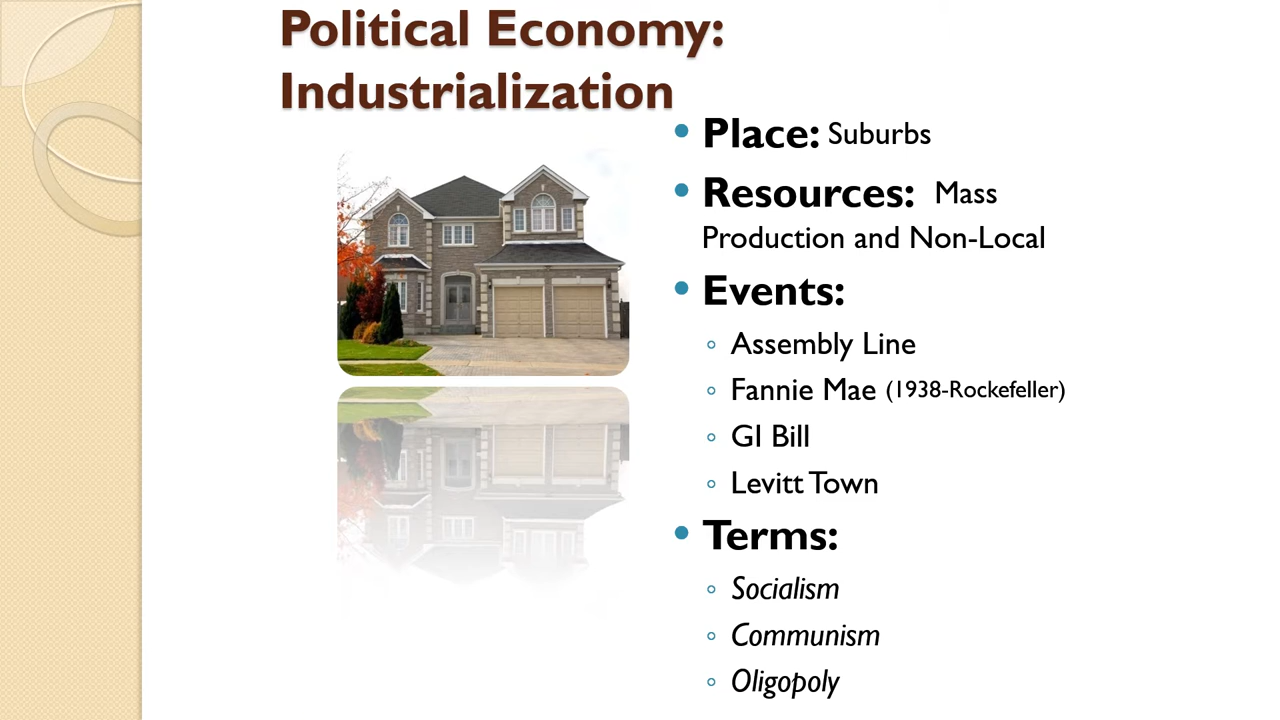 Political Economy:
Industrialization
Place: Suburbs
Resources: Mass
Production and Non-Local
Events:
Assembly Line
Fannie Mae (1938-Rockefeller)
GI Bill
Levitt Town
Terms:
Socialism
Communism
Oligopoly